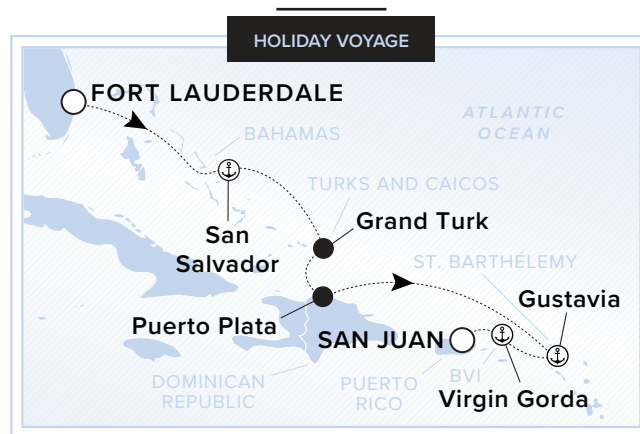 HOLIDAY VOYAGE
FORT LAUDERDALE
ATLANTIC
OCEAN
BAHAMAS
TURKS AND CAICOS
San
Salvador
Grand Turk
ST. BARTHÉLEMY
Gustavia
Puerto Plata
SAN JUAN
DOMINICAN
REPUBLIC
PUERTO
RICO
BVI
Virgin Gorda